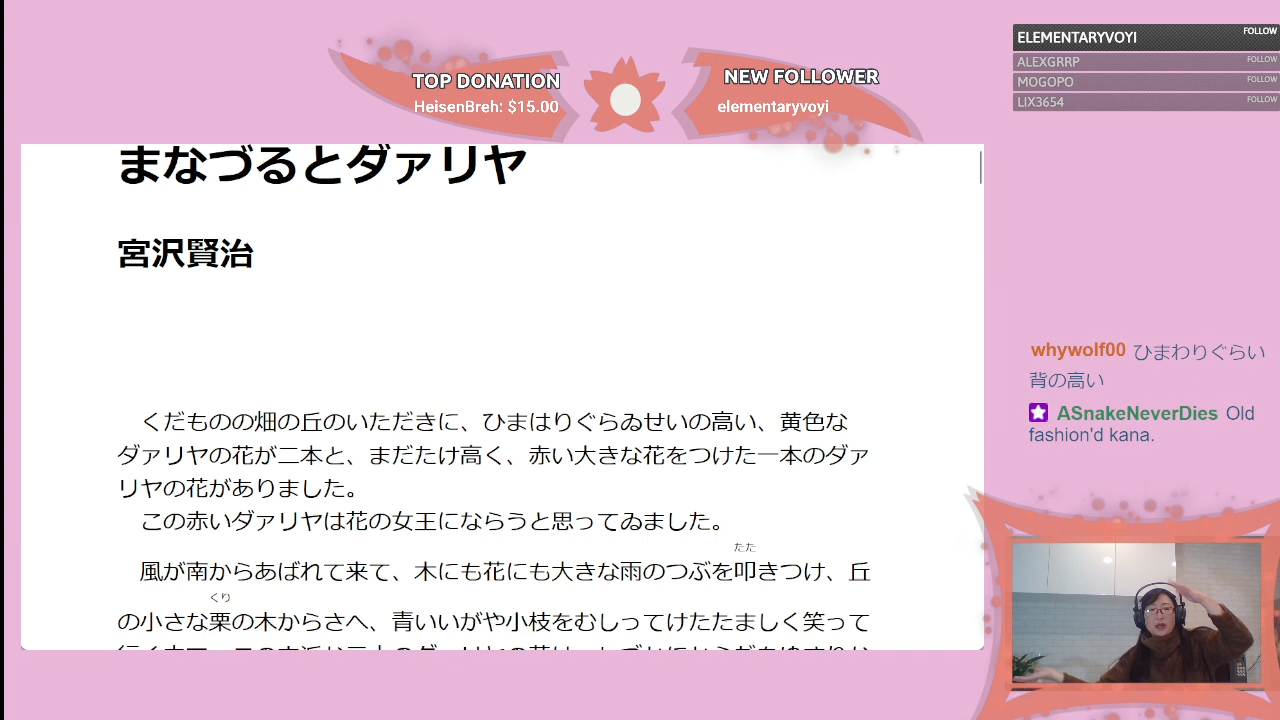 TOP DONATION
HeisenBreh: $15.00
NEW FOLLOWER
elementaryvoyi
ELEMENTARYVOYI FOLLOW
ALEXGRRP FOLLOW
MOGOPO FOLLOW
LIX3654 FOLLOW
まなづるとダァリヤ
宮沢賢治
くだものの畑の丘のいただきに、ひまはりぐらゐせいの高い、黄色な
ダァリヤの花が二本と、まだたけ高く、赤い大きな花をつけた一本のダァ
リヤの花がありました。
この赤いダァリヤは花の女王にならうと思ってゐました。
たた
風が南からあばれて来て、木にも花にも大きな雨のつぶを叩きつけ、丘
くり
の小さな栗の木からさへ、青いいがや小枝をむしってけたたましく笑って
whywolf00 ひまわりぐらい
背の高い
ASnakeNeverDies Old
fashion'd kana.